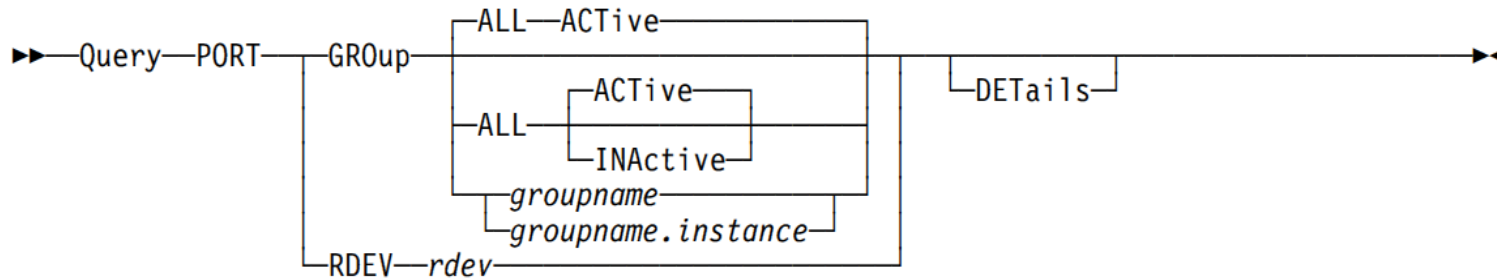 ALL ACTive
Query PORT GROup
DETails
ACTive
ALL
INActive
groupname
groupname.instance
RDEV rdev